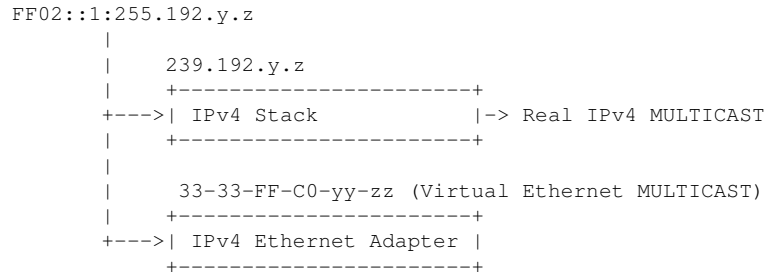 FF02::1:255.192.y.z
|
| 239.192.y.z
| +-----------------------+
+--->| IPv4 Stack |-> Real IPv4 MULTICAST
| +-----------------------+
|
| 33-33-FF-C0-yy-zz (Virtual Ethernet MULTICAST)
| +-----------------------+
+--->| IPv4 Ethernet Adapter |
+-----------------------+